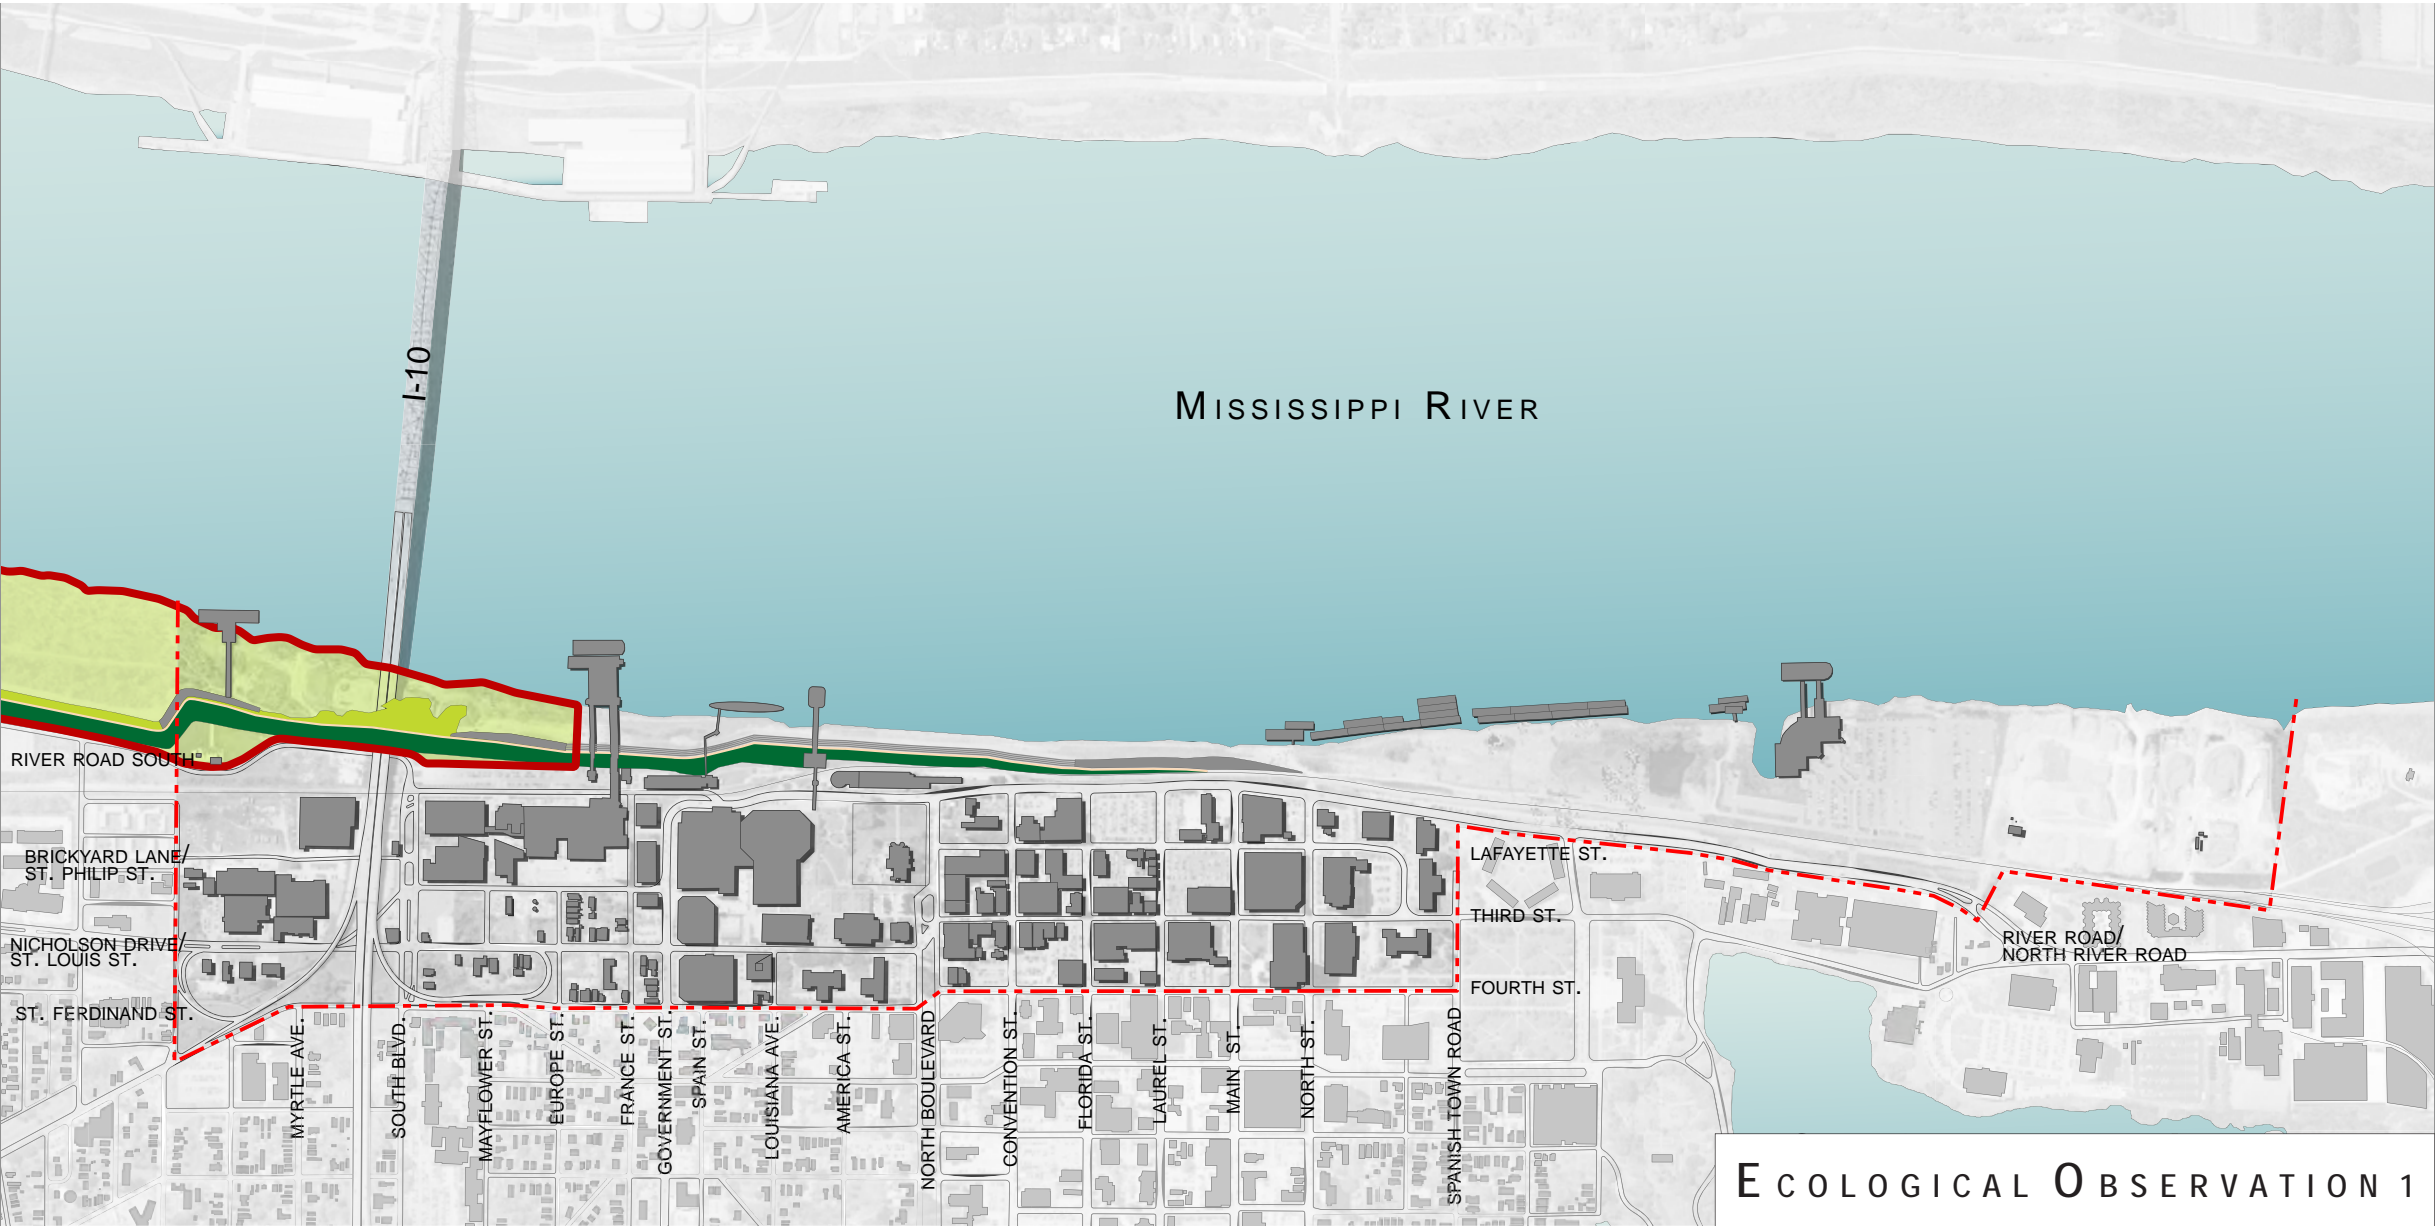 I-10
MISSISSIPPI RIVER
RIVER ROAD SOUTH
BRICKYARD LANE/
ST. PHILIP ST.
NICHOLSON DRIVE/
ST. LOUIS ST.
ST. FERDINAND ST.
LAFAYETTE ST.
THIRD ST.
FOURTH ST.
RIVER ROAD/
NORTH RIVER ROAD
MYRTLE AVE.
SOUTH BLVD.
MAYFLOWER ST.
EUROPE ST.
FRANCE ST.
GOVERNMENT ST.
SPAIN ST.
LOUISIANA AVE.
AMERICA ST.
NORTH BOULEVARD
CONVENTION ST.
FLORIDA ST.
LAUREL ST.
MAIN ST.
NORTH ST.
SPANISH TOWN ROAD
ECOLOGICAL OBSERVATION 1